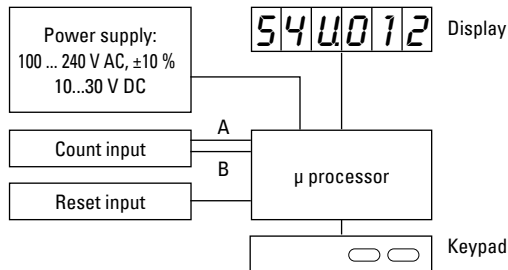 Power supply:
100 ... 240 V AC, ±10 %
10...30 V DC
54U.012
Display
A
Count input
B
μ processor
Reset input
Keypad